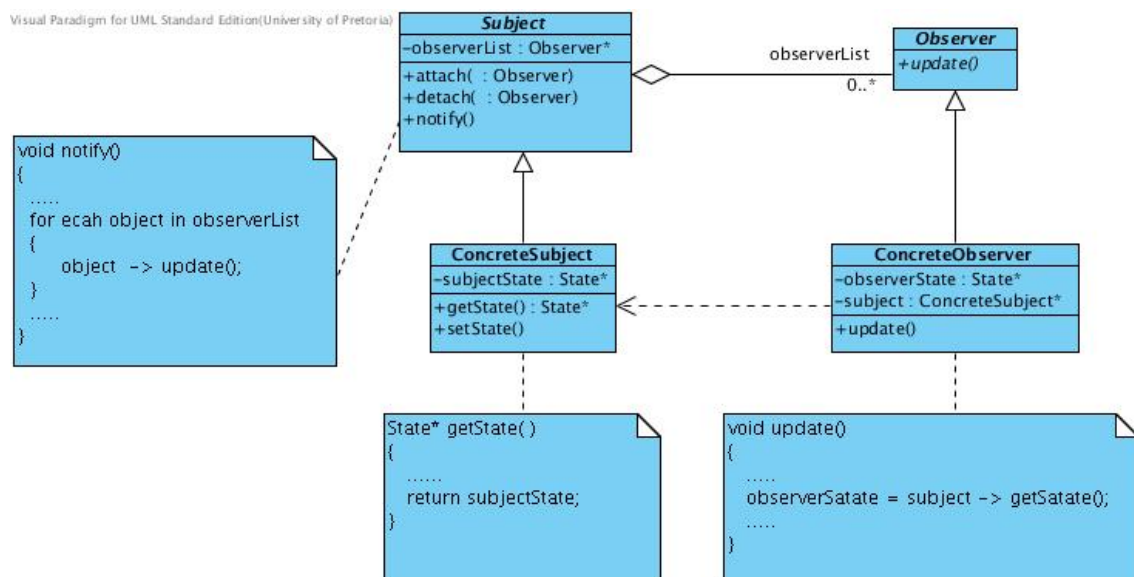 Visual Paradigm for UML Standard Edition(University of Pretoria)
Subject
-observerList : Observer*
+attach( : Observer)
+detach( : Observer)
+notify()
observerList
0..*
Observer
+update()
void notify()
{
.....
for ecah object in observerList
{
object -> update();
}
.....
}
ConcreteSubject
-subjectState : State*
+getState() : State*
+setState()
ConcreteObserver
-observerState : State*
-subject : ConcreteSubject*
+update()
State* getState( )
{
......
return subjectState;
}
void update()
{
.....
observerSatate = subject -> getSatate();
.....
}